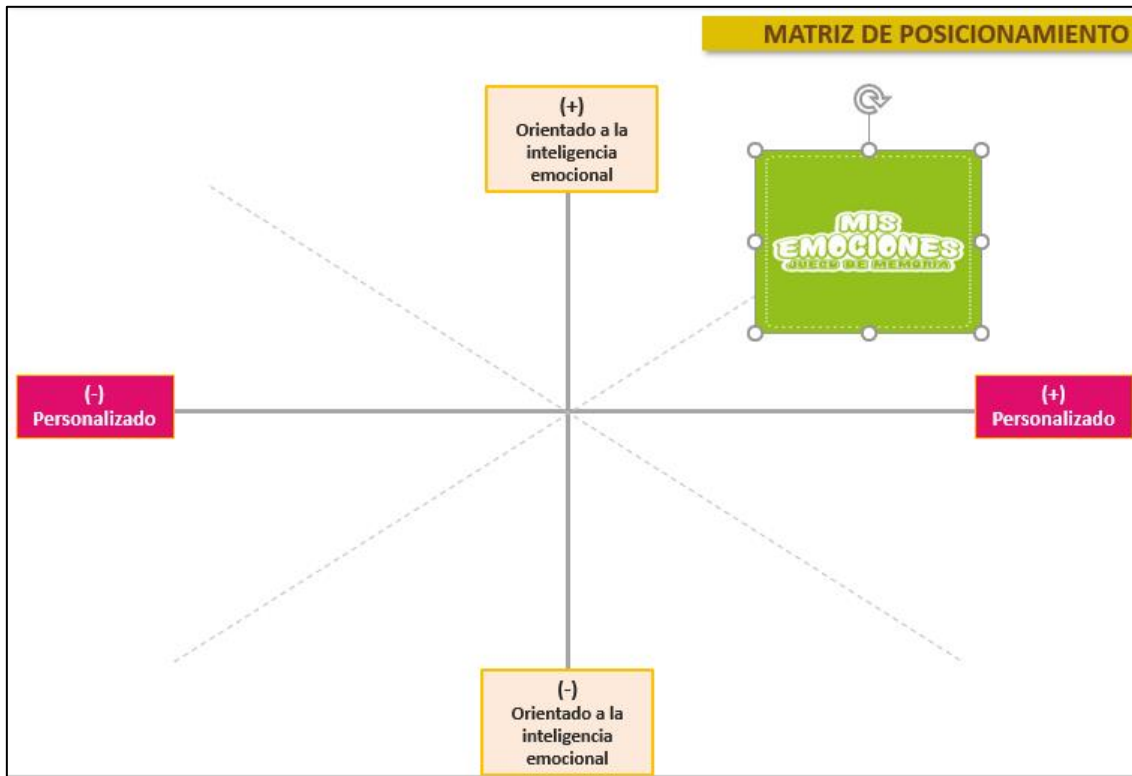 MATRIZ DE POSICIONAMIENTO
(+)
Orientado a la
inteligencia
emocional
MIS
EMOCIONES
JUEGO DE MEMORIA
(-)
Personalizado
(+)
Personalizado
(-)
Orientado a la
inteligencia
emocional